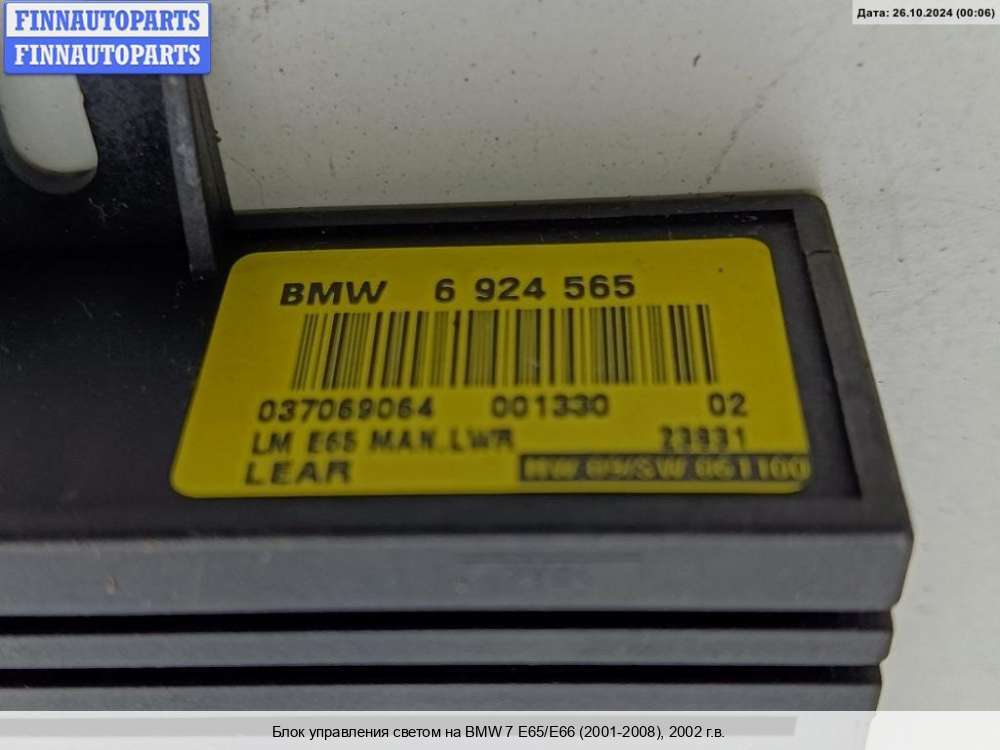 FINNAUTOPARTS
FINNAUTOPARTS
Дата: 26.10.2024 (00:06)
BMW 6 924 565
037069064 001330 02
LM E65 MAN.LWR 23831
LEAR
Блок управления светом на BMW 7 E65/E66 (2001-2008), 2002 г.в.